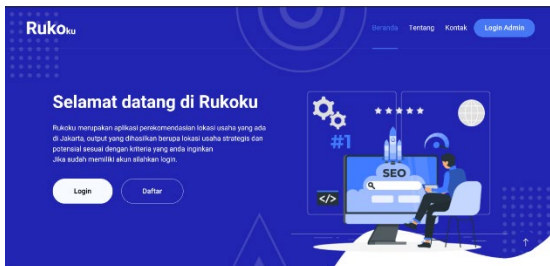 Rukoku
Beranda Tentang Kontak Login Admin
Selamat datang di Rukoku
Rukoku merupakan aplikasi perekomendasian lokasi usaha yang ada
di Jakarta, output yang dihasilkan berupa lokasi usaha strategis dan
potensial sesuai dengan kriteria yang anda inginkan
Jika sudah memiliki akun silahkan login.
Login Daftar
#1
SEO
</>